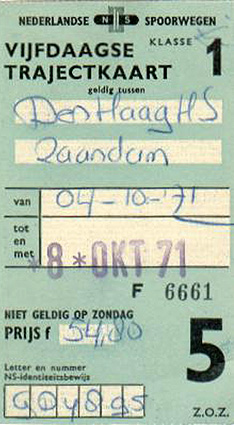 NEDERLANDSE NS SPOORWEGEN
VIJFDAAGSE KLASSE 1
TRAJECTKAART
geldig tussen
Den Haag HS
Zaandam
van 04-10-'71
tot en met *8*OKT 71
F 6661
NIET GELDIG OP ZONDAG
PRIJS f 54,80 5
Letter en nummer
NS-identiteitsbewijs
Z.O.Z.